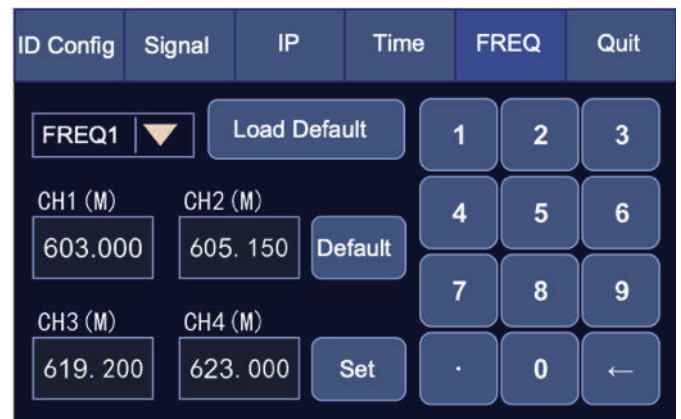 ID Config Signal IP Time FREQ Quit
FREQ1 Load Default
CH1 (M) CH2 (M)
603.000 605.150 Default
CH3 (M) CH4 (M)
619.200 623.000 Set
1 2 3
4 5 6
7 8 9
· 0 ←